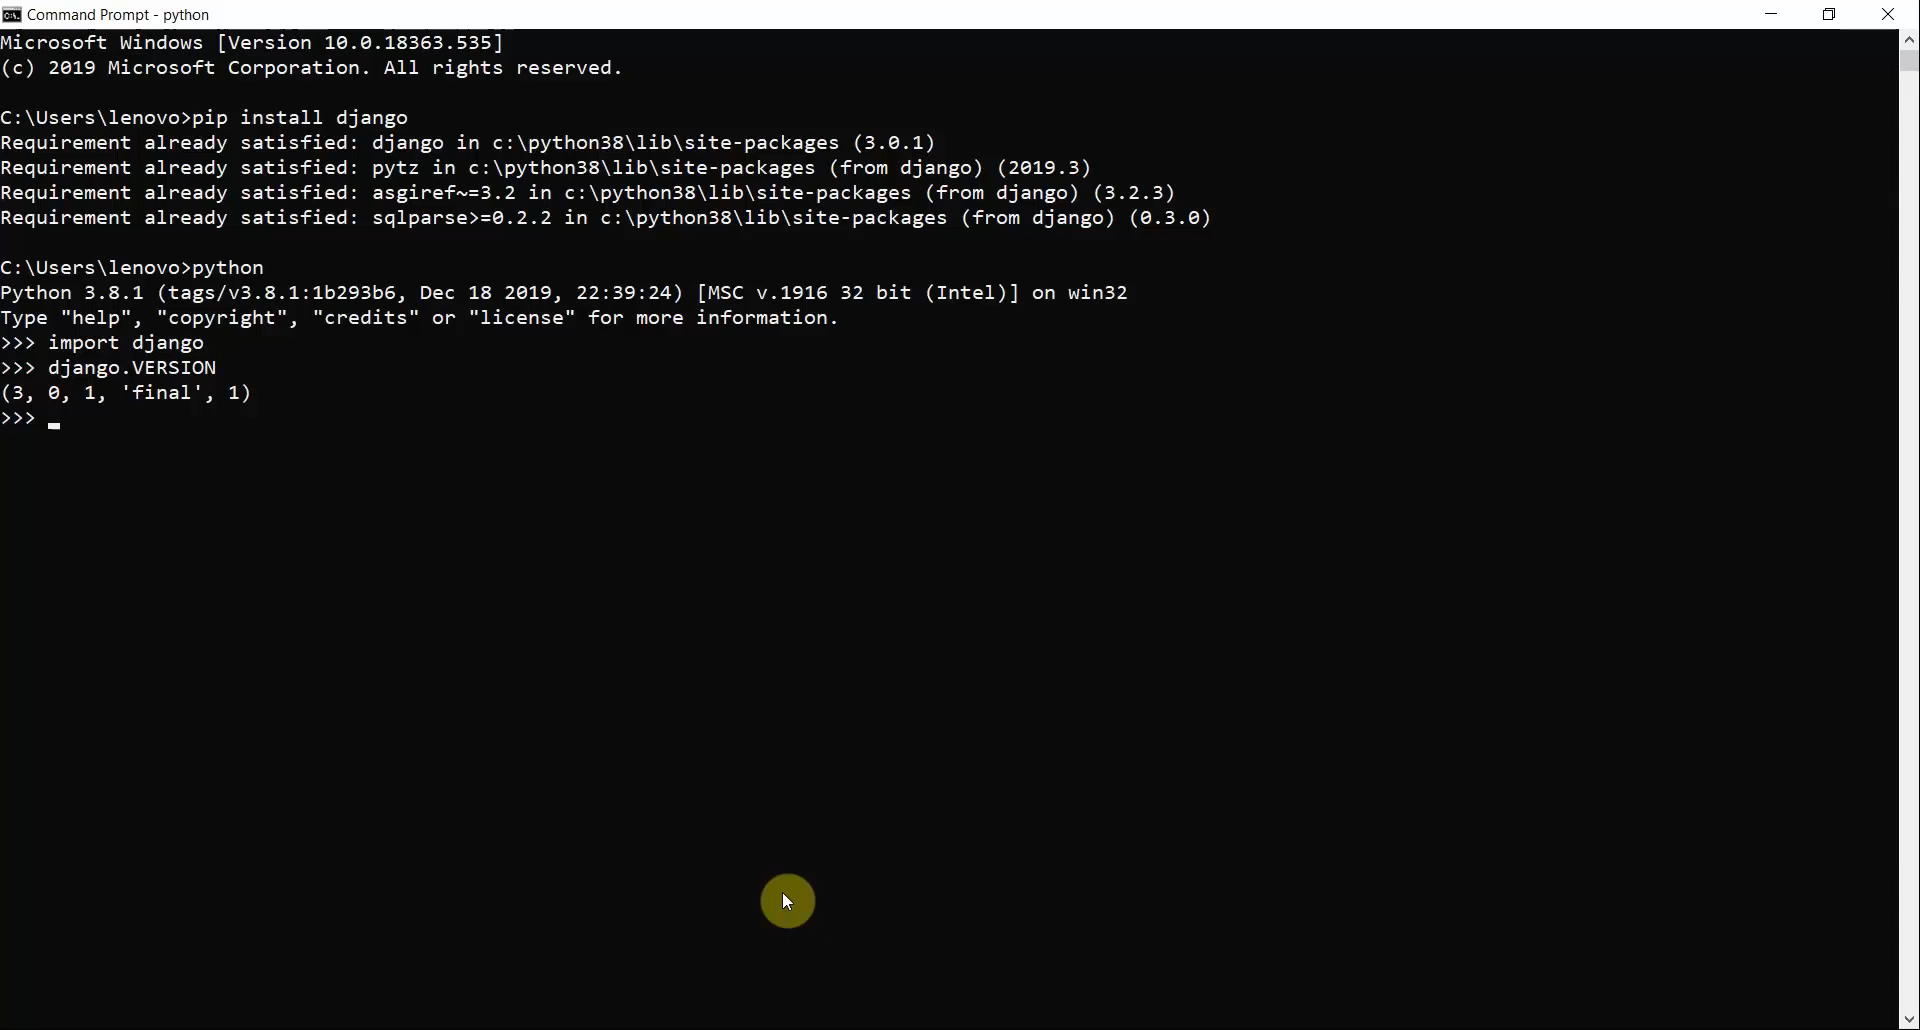 Command Prompt - python
Microsoft Windows [Version 10.0.18363.535]
(c) 2019 Microsoft Corporation. All rights reserved.
C:\Users\lenovo>pip install django
Requirement already satisfied: django in c:\python38\lib\site-packages (3.0.1)
Requirement already satisfied: pytz in c:\python38\lib\site-packages (from django) (2019.3)
Requirement already satisfied: asgiref~=3.2 in c:\python38\lib\site-packages (from django) (3.2.3)
Requirement already satisfied: sqlparse>=0.2.2 in c:\python38\lib\site-packages (from django) (0.3.0)
C:\Users\lenovo>python
Python 3.8.1 (tags/v3.8.1:1b293b6, Dec 18 2019, 22:39:24) [MSC v.1916 32 bit (Intel)] on win32
Type "help", "copyright", "credits" or "license" for more information.
>>> import django
>>> django.VERSION
(3, 0, 1, 'final', 1)
>>> _